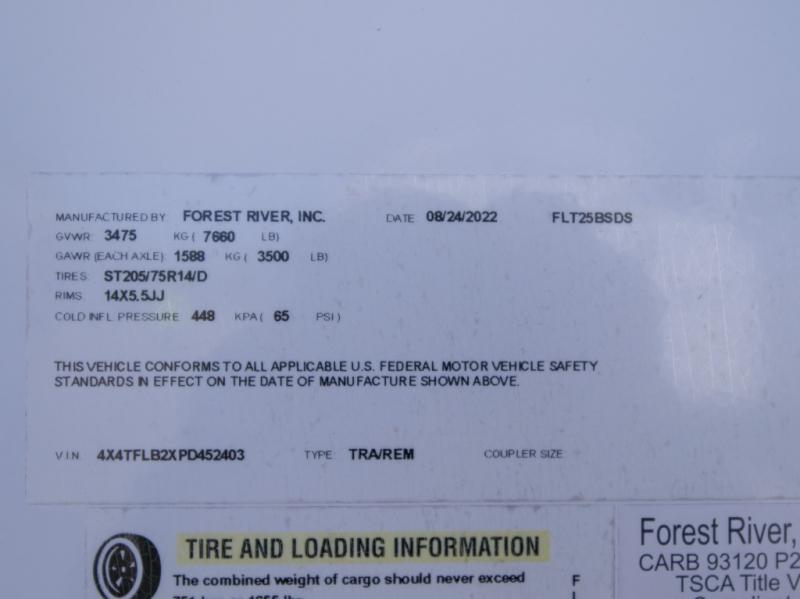 MANUFACTURED BY: FOREST RIVER, INC. DATE 08/24/2022 FLT25BSDS
GVWR: 3475 KG ( 7660 LB)
GAWR (EACH AXLE): 1588 KG ( 3500 LB)
TIRES: ST205/75R14/D
RIMS: 14X5.5JJ
COLD INFL. PRESSURE: 448 KPA ( 65 PSI )
THIS VEHICLE CONFORMS TO ALL APPLICABLE U.S. FEDERAL MOTOR VEHICLE SAFETY
STANDARDS IN EFFECT ON THE DATE OF MANUFACTURE SHOWN ABOVE.
V I N: 4X4TFLB2XPD452403 TYPE: TRA/REM COUPLER SIZE:
TIRE AND LOADING INFORMATION
The combined weight of cargo should never exceed
F
Forest River,
CARB 93120 P2
TSCA Title V